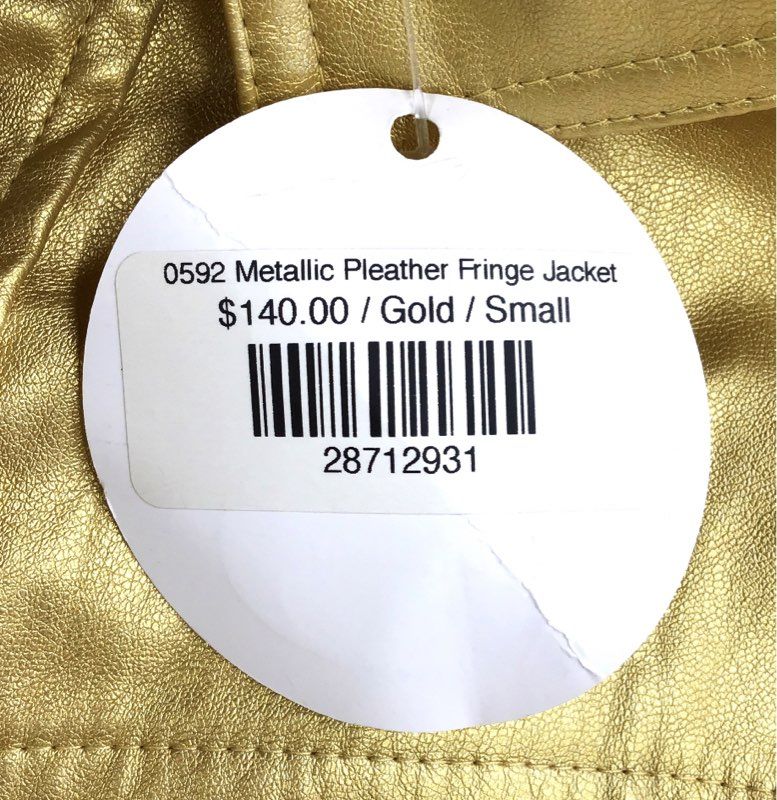 0592 Metallic Pleather Fringe Jacket
$140.00 / Gold / Small
28712931